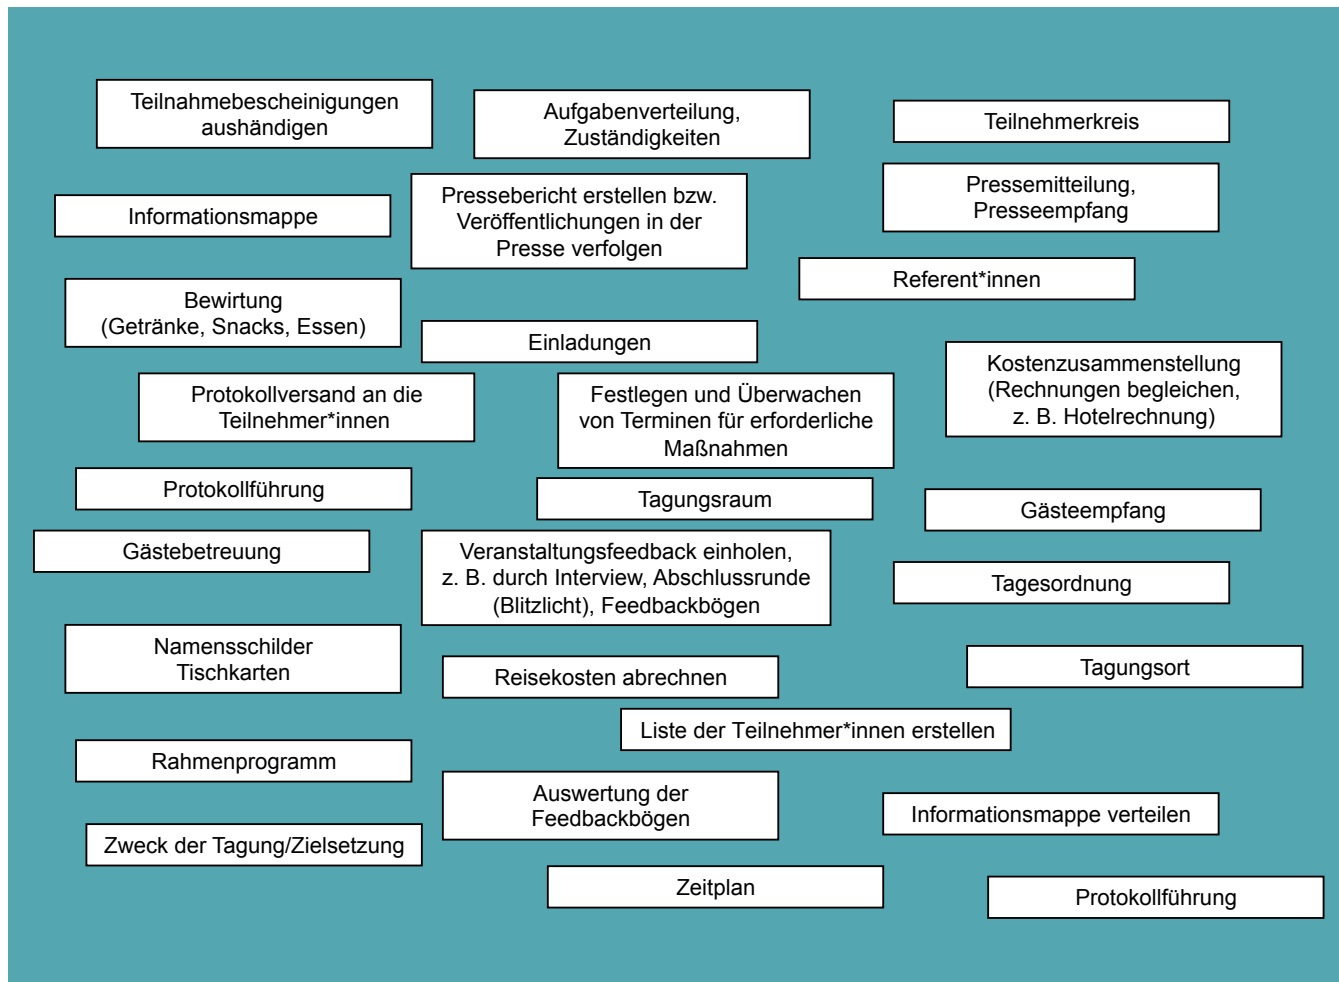 Teilnahmebescheinigungen
aushändigen
Aufgabenverteilung,
Zuständigkeiten
Teilnehmerkreis
Informationsmappe
Pressebericht erstellen bzw.
Veröffentlichungen in der
Presse verfolgen
Pressemitteilung,
Presseempfang
Referent*innen
Bewirtung
(Getränke, Snacks, Essen)
Einladungen
Kostenzusammenstellung
(Rechnungen begleichen,
z. B. Hotelrechnung)
Protokollversand an die
Teilnehmer*innen
Festlegen und Überwachen
von Terminen für erforderliche
Maßnahmen
Protokollführung
Tagungsraum
Gästeempfang
Gästebetreuung
Veranstaltungsfeedback einholen,
z. B. durch Interview, Abschlussrunde
(Blitzlicht), Feedbackbögen
Tagesordnung
Namensschilder
Tischkarten
Reisekosten abrechnen
Tagungsort
Liste der Teilnehmer*innen erstellen
Rahmenprogramm
Auswertung der
Feedbackbögen
Informationsmappe verteilen
Zweck der Tagung/Zielsetzung
Zeitplan
Protokollführung